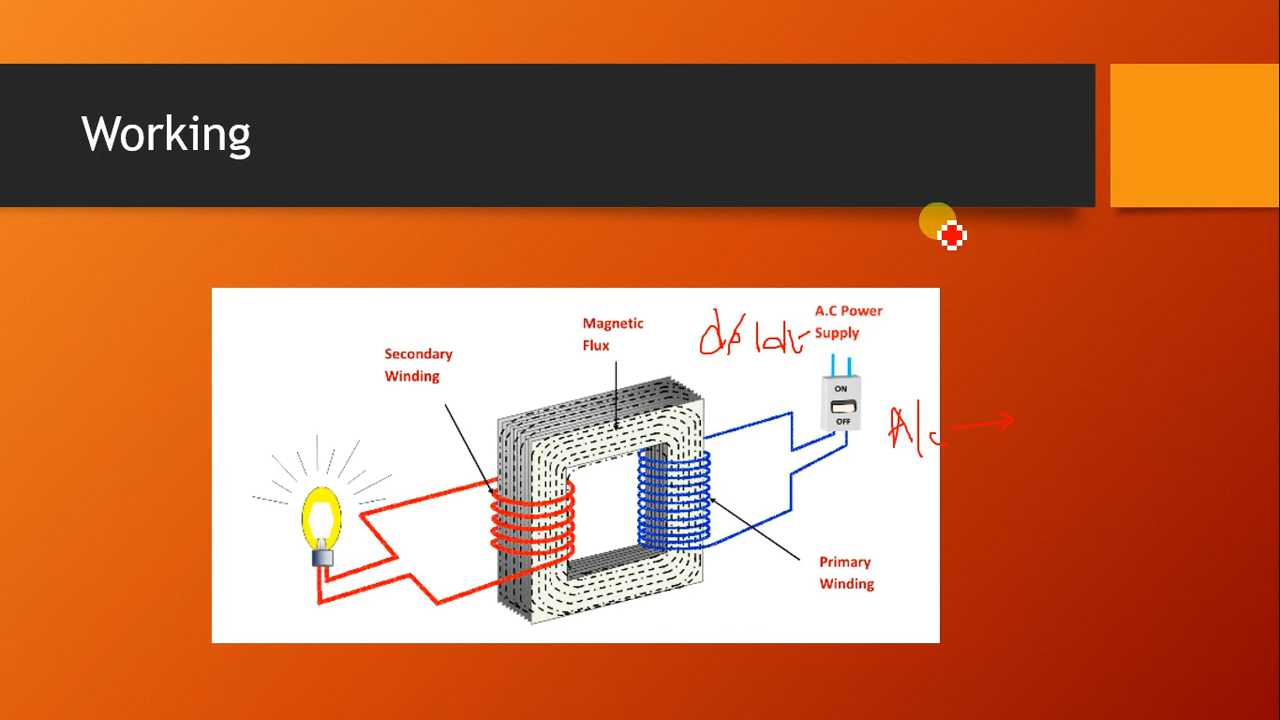 Working
A.C Power
Supply
Magnetic
Flux
Secondary
Winding
ON
OFF
A/c
Primary
Winding